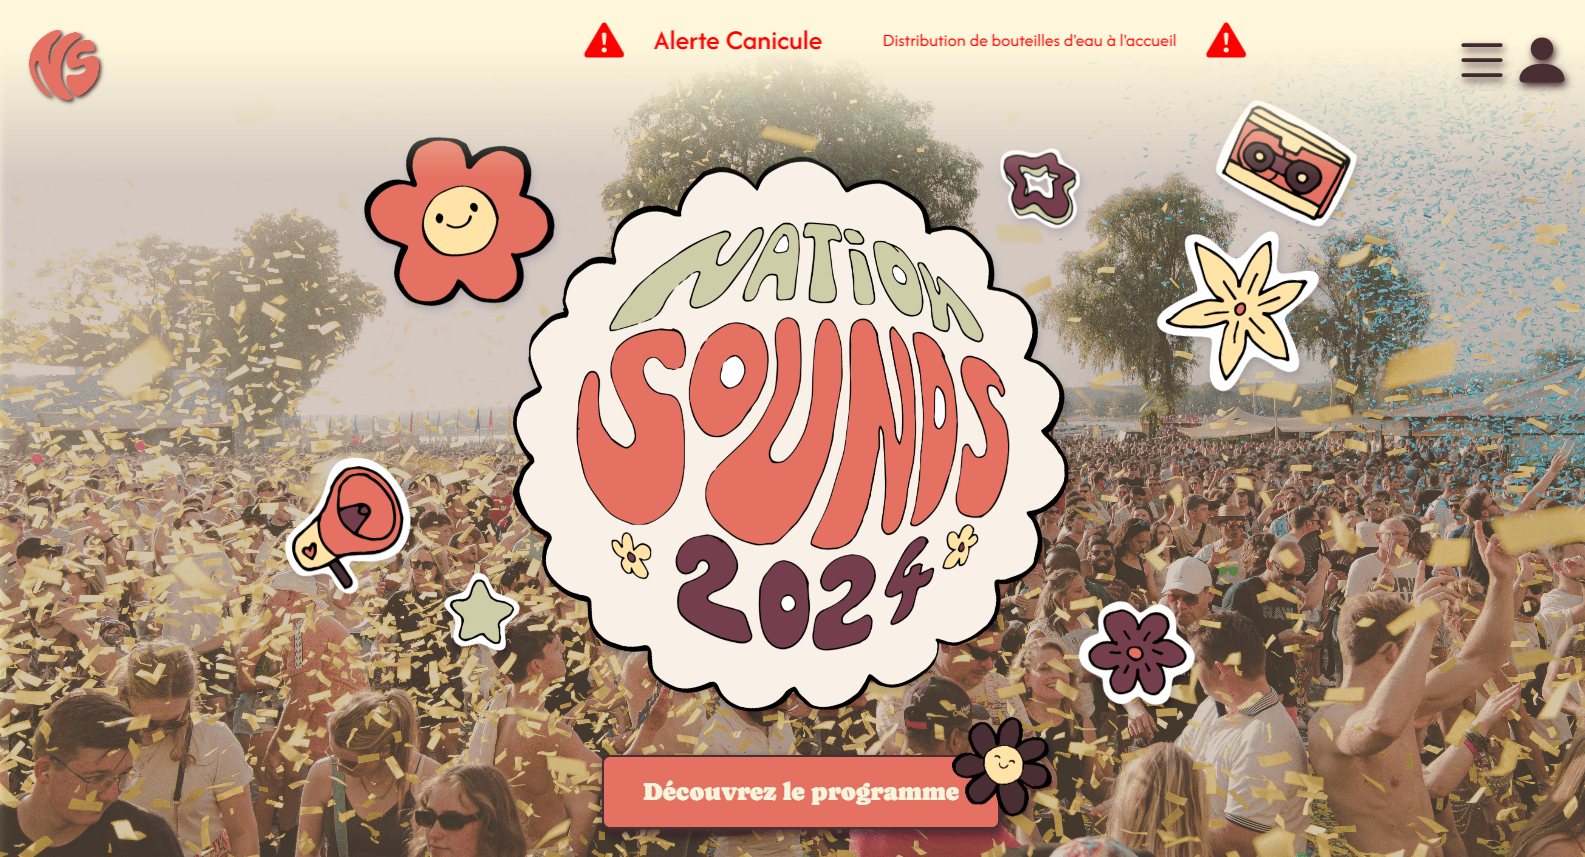 NS
Alerte Canicule
Distribution de bouteilles d'eau à l'accueil
NATION
SOUNDS
2024
Découvrez le programme